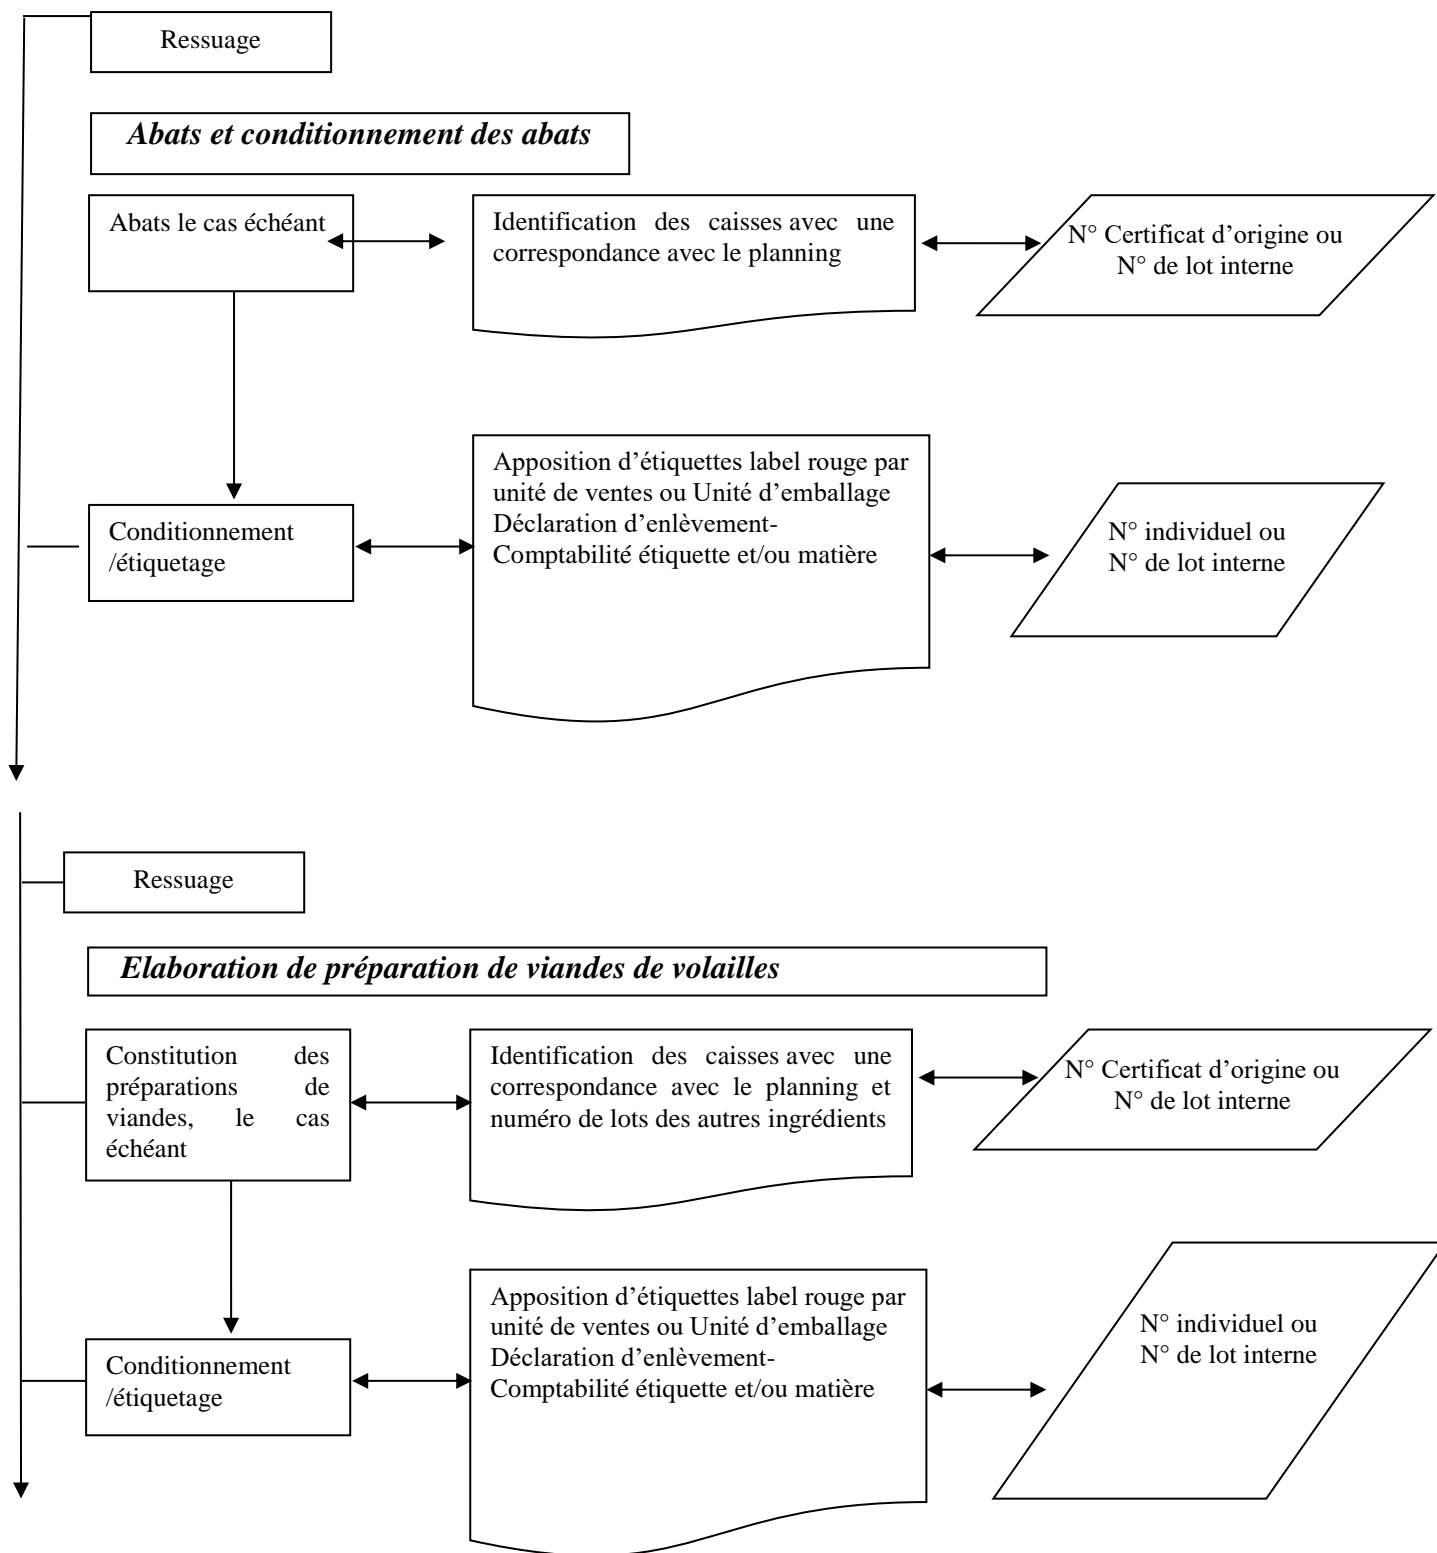 Ressuage
Abats et conditionnement des abats
Abats le cas échéant
Identification des caisses avec une
correspondance avec le planning
N° Certificat d’origine ou
N° de lot interne
Apposition d’étiquettes label rouge par
unité de ventes ou Unité d’emballage
Déclaration d’enlèvement-
Comptabilité étiquette et/ou matière
Conditionnement
/étiquetage
N° individuel ou
N° de lot interne
Ressuage
Elaboration de préparation de viandes de volailles
Constitution des
préparations de
viandes, le cas
échéant
Identification des caisses avec une
correspondance avec le planning et
numéro de lots des autres ingrédients
N° Certificat d’origine ou
N° de lot interne
Apposition d’étiquettes label rouge par
unité de ventes ou Unité d’emballage
Déclaration d’enlèvement-
Comptabilité étiquette et/ou matière
Conditionnement
/étiquetage
N° individuel ou
N° de lot interne